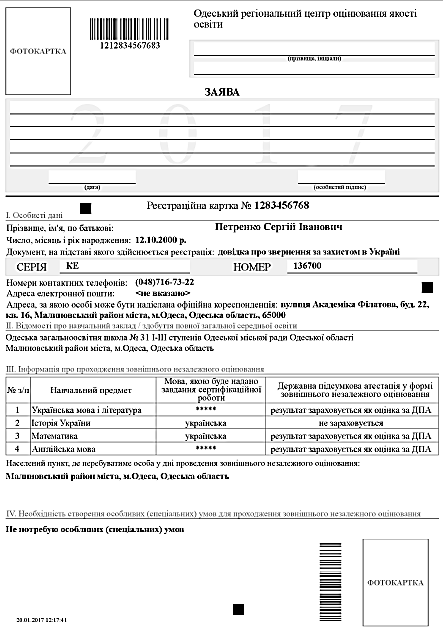 ФОТОКАРТКА
1212834567683
Одеський регіональний центр оцінювання якості
освіти
(прізвище, ініціали)
ЗАЯВА
2017
(дата)
(особистий підпис)
Реєстраційна картка № 1283456768
I. Особисті дані
Прізвище, ім'я, по батькові: Петренко Сергій Іванович
Число, місяць і рік народження: 12.10.2000 р.
Документ, на підставі якого здійснюється реєстрація: довідка про звернення за захистом в Україні
СЕРІЯ КЕ НОМЕР 136700
Номери контактних телефонів: (048)716-73-22
Адреса електронної пошти: <не вказано>
Адреса, за якою особі може бути надіслана офіційна кореспонденція: вулиця Академіка Філатова, буд. 22,
кв. 16, Малиновський район міста, м.Одеса, Одеська область, 65000
II. Відомості про навчальний заклад / здобуття повної загальної середньої освіти
Одеська загальноосвітня школа № 31 I-III ступенів Одеської міської ради Одеської області
Малиновський район міста, м.Одеса, Одеська область
III. Інформація про проходження зовнішнього незалежного оцінювання
№ з/п Навчальний предмет Мова, якою буде надано завдання сертифікаційної роботи Державна підсумкова атестація у формі зовнішнього незалежного оцінювання
1 Українська мова і література ***** результат зараховується як оцінка за ДПА
2 Історія України українська не зараховується
3 Математика українська результат зараховується як оцінка за ДПА
4 Англійська мова ***** результат зараховується як оцінка за ДПА
Населений пункт, де перебуватиме особа у дні проведення зовнішнього незалежного оцінювання:
Малиновський район міста, м.Одеса, Одеська область
IV. Необхідність створення особливих (спеціальних) умов для проходження зовнішнього незалежного оцінювання
Не потребую особливих (спеціальних) умов
ФОТОКАРТКА
20.01.2017 12:17:41